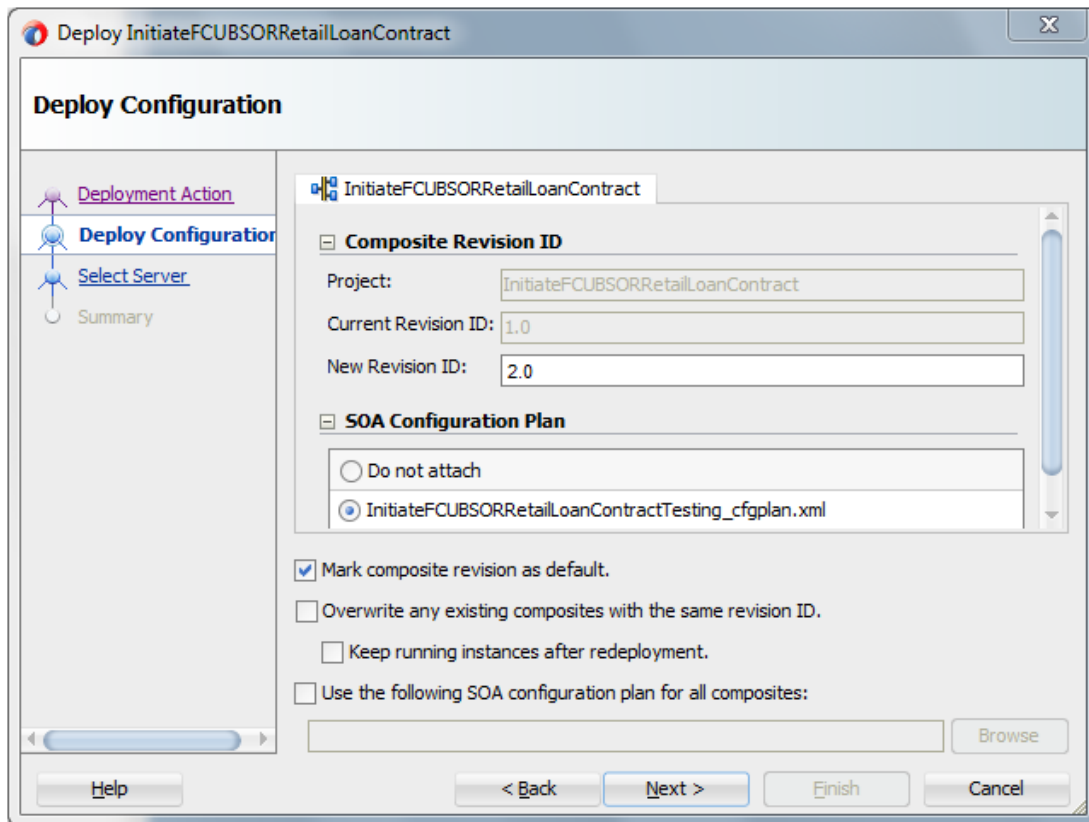 Deploy InitiateFCUBSORRetailLoanContract
Deploy Configuration
Deployment Action
Deploy Configuration
Select Server
Summary
InitiateFCUBSORRetailLoanContract
Composite Revision ID
Project: InitiateFCUBSORRetailLoanContract
Current Revision ID: 1.0
New Revision ID: 2.0
SOA Configuration Plan
Do not attach
InitiateFCUBSORRetailLoanContractTesting_cfgplan.xml
Mark composite revision as default.
Overwrite any existing composites with the same revision ID.
Keep running instances after redeployment.
Use the following SOA configuration plan for all composites:
Browse
Help < Back Next > Finish Cancel